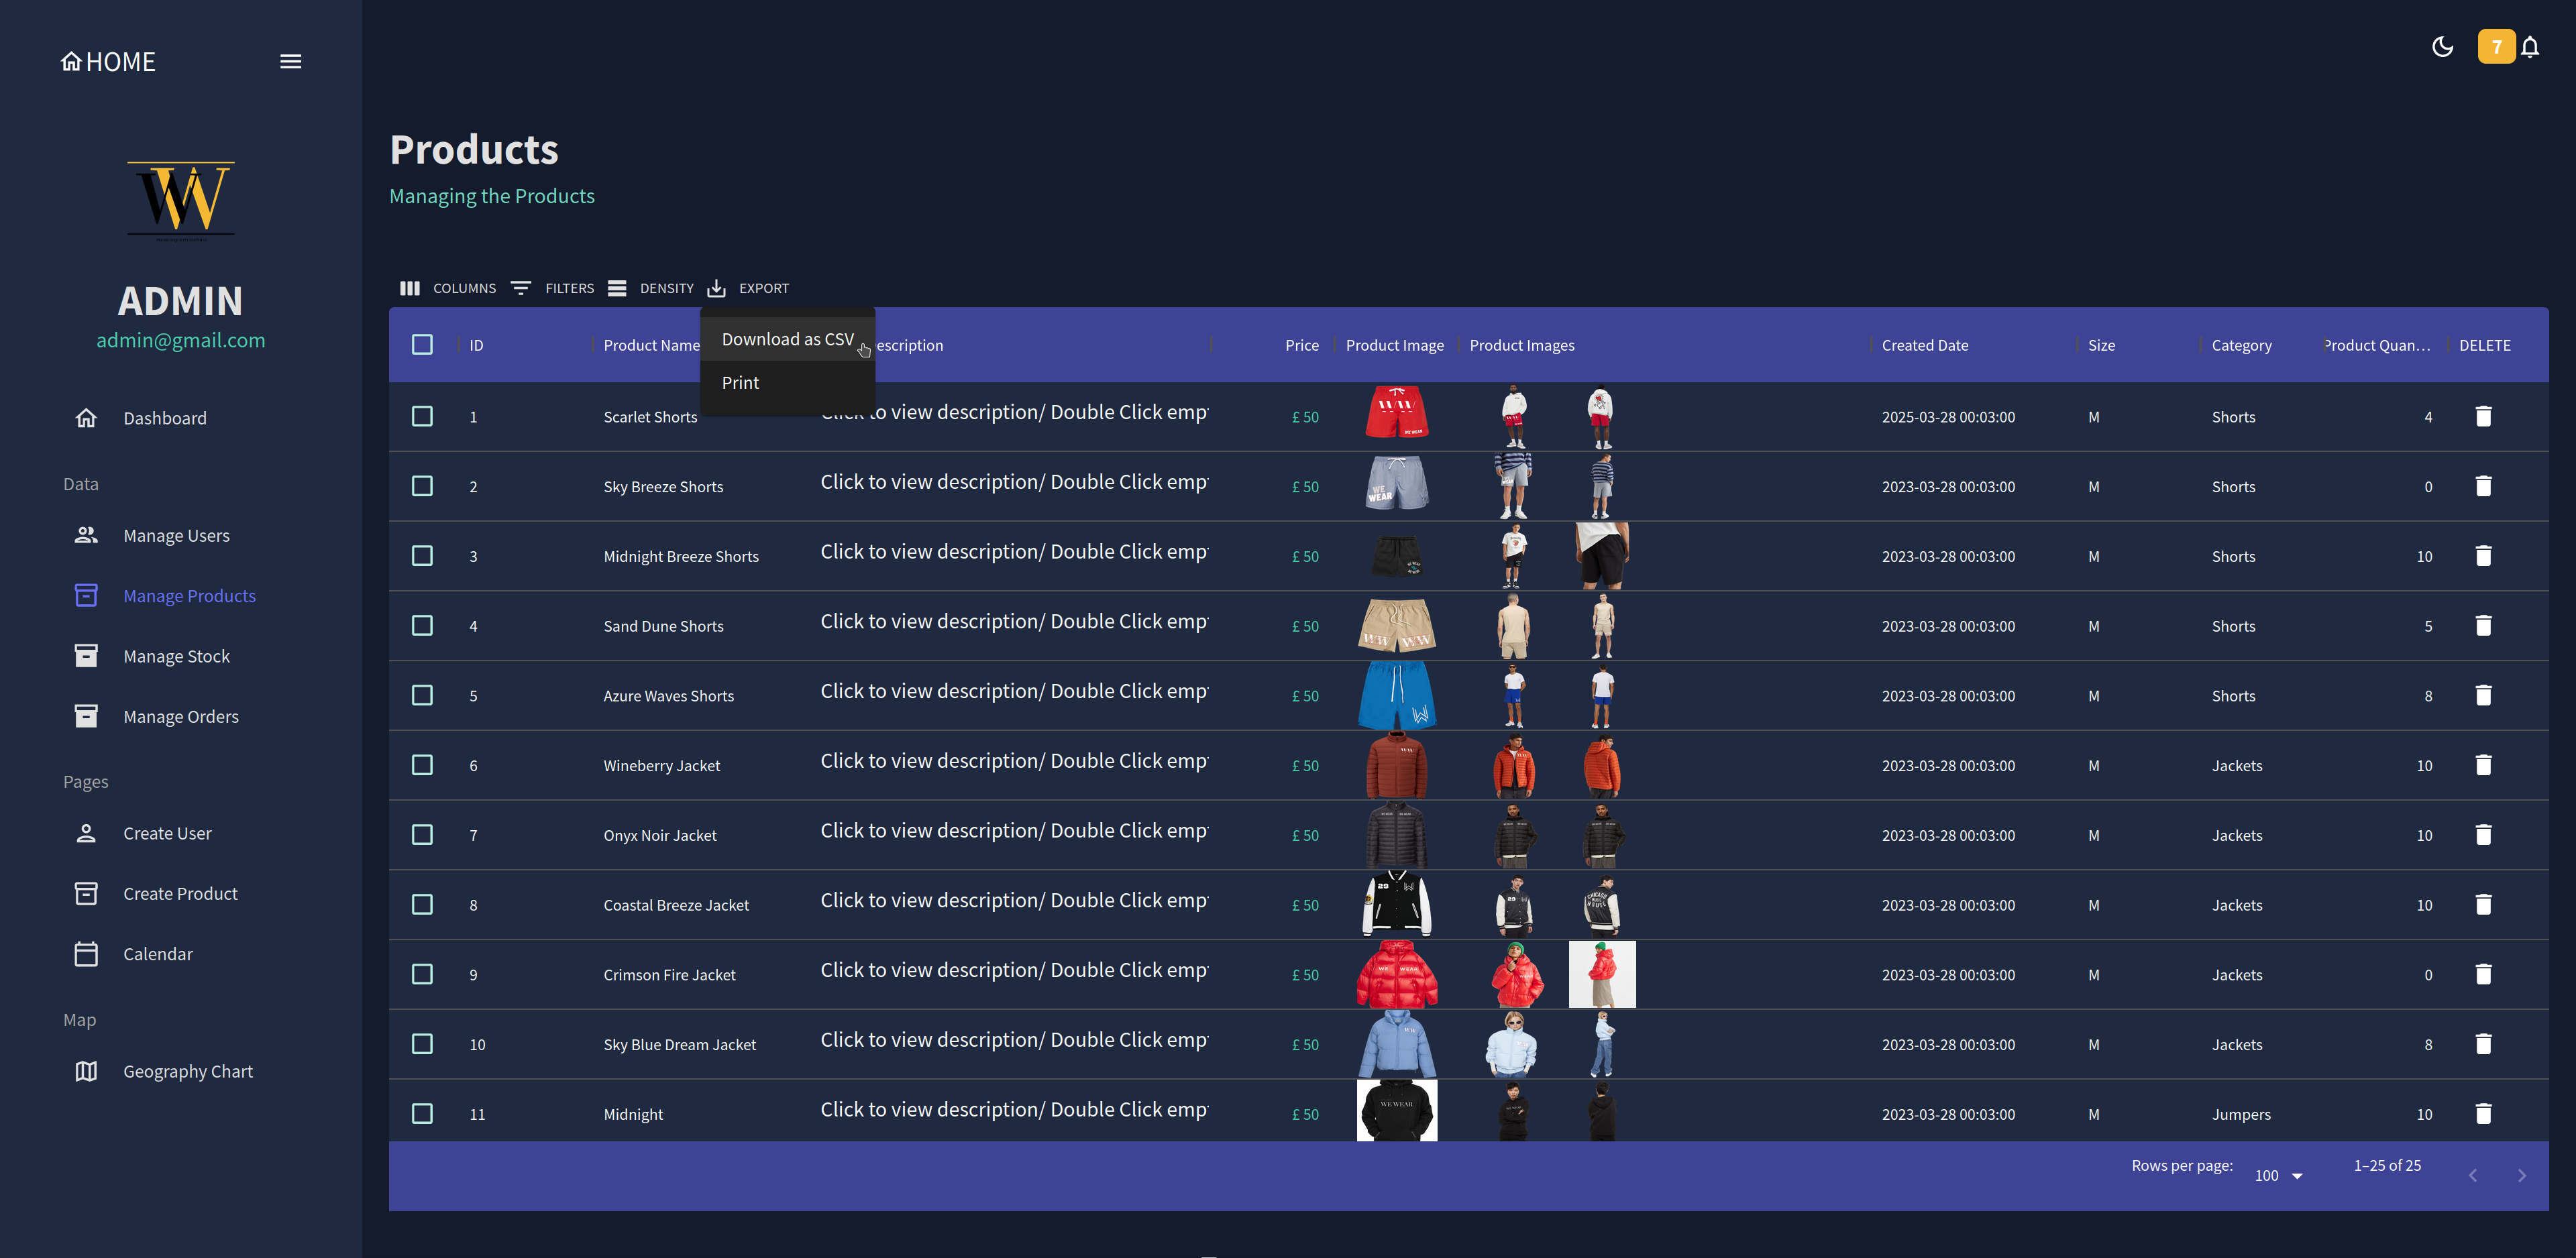 HOME
7
ADMIN
admin@gmail.com
Dashboard
Data
Manage Users
Manage Products
Manage Stock
Manage Orders
Pages
Create User
Create Product
Calendar
Map
Geography Chart
Products
Managing the Products
COLUMNS FILTERS DENSITY EXPORT
Download as CSV
Print
ID Product Name escription Price Product Image Product Images Created Date Size Category Product Quan... DELETE
1 Scarlet Shorts Click to view description/ Double Click emp £ 50 2025-03-28 00:03:00 M Shorts 4
2 Sky Breeze Shorts Click to view description/ Double Click emp £ 50 2023-03-28 00:03:00 M Shorts 0
3 Midnight Breeze Shorts Click to view description/ Double Click emp £ 50 2023-03-28 00:03:00 M Shorts 10
4 Sand Dune Shorts Click to view description/ Double Click emp £ 50 2023-03-28 00:03:00 M Shorts 5
5 Azure Waves Shorts Click to view description/ Double Click emp £ 50 2023-03-28 00:03:00 M Shorts 8
6 Wineberry Jacket Click to view description/ Double Click emp £ 50 2023-03-28 00:03:00 M Jackets 10
7 Onyx Noir Jacket Click to view description/ Double Click emp £ 50 2023-03-28 00:03:00 M Jackets 10
8 Coastal Breeze Jacket Click to view description/ Double Click emp £ 50 2023-03-28 00:03:00 M Jackets 10
9 Crimson Fire Jacket Click to view description/ Double Click emp £ 50 2023-03-28 00:03:00 M Jackets 0
10 Sky Blue Dream Jacket Click to view description/ Double Click emp £ 50 2023-03-28 00:03:00 M Jackets 8
11 Midnight Click to view description/ Double Click emp £ 50 2023-03-28 00:03:00 M Jumpers 10
WE WEAR
WE WEAR
WW WW
WW
29
WE WEAR
WW
WE WEAR
Rows per page: 100 1–25 of 25